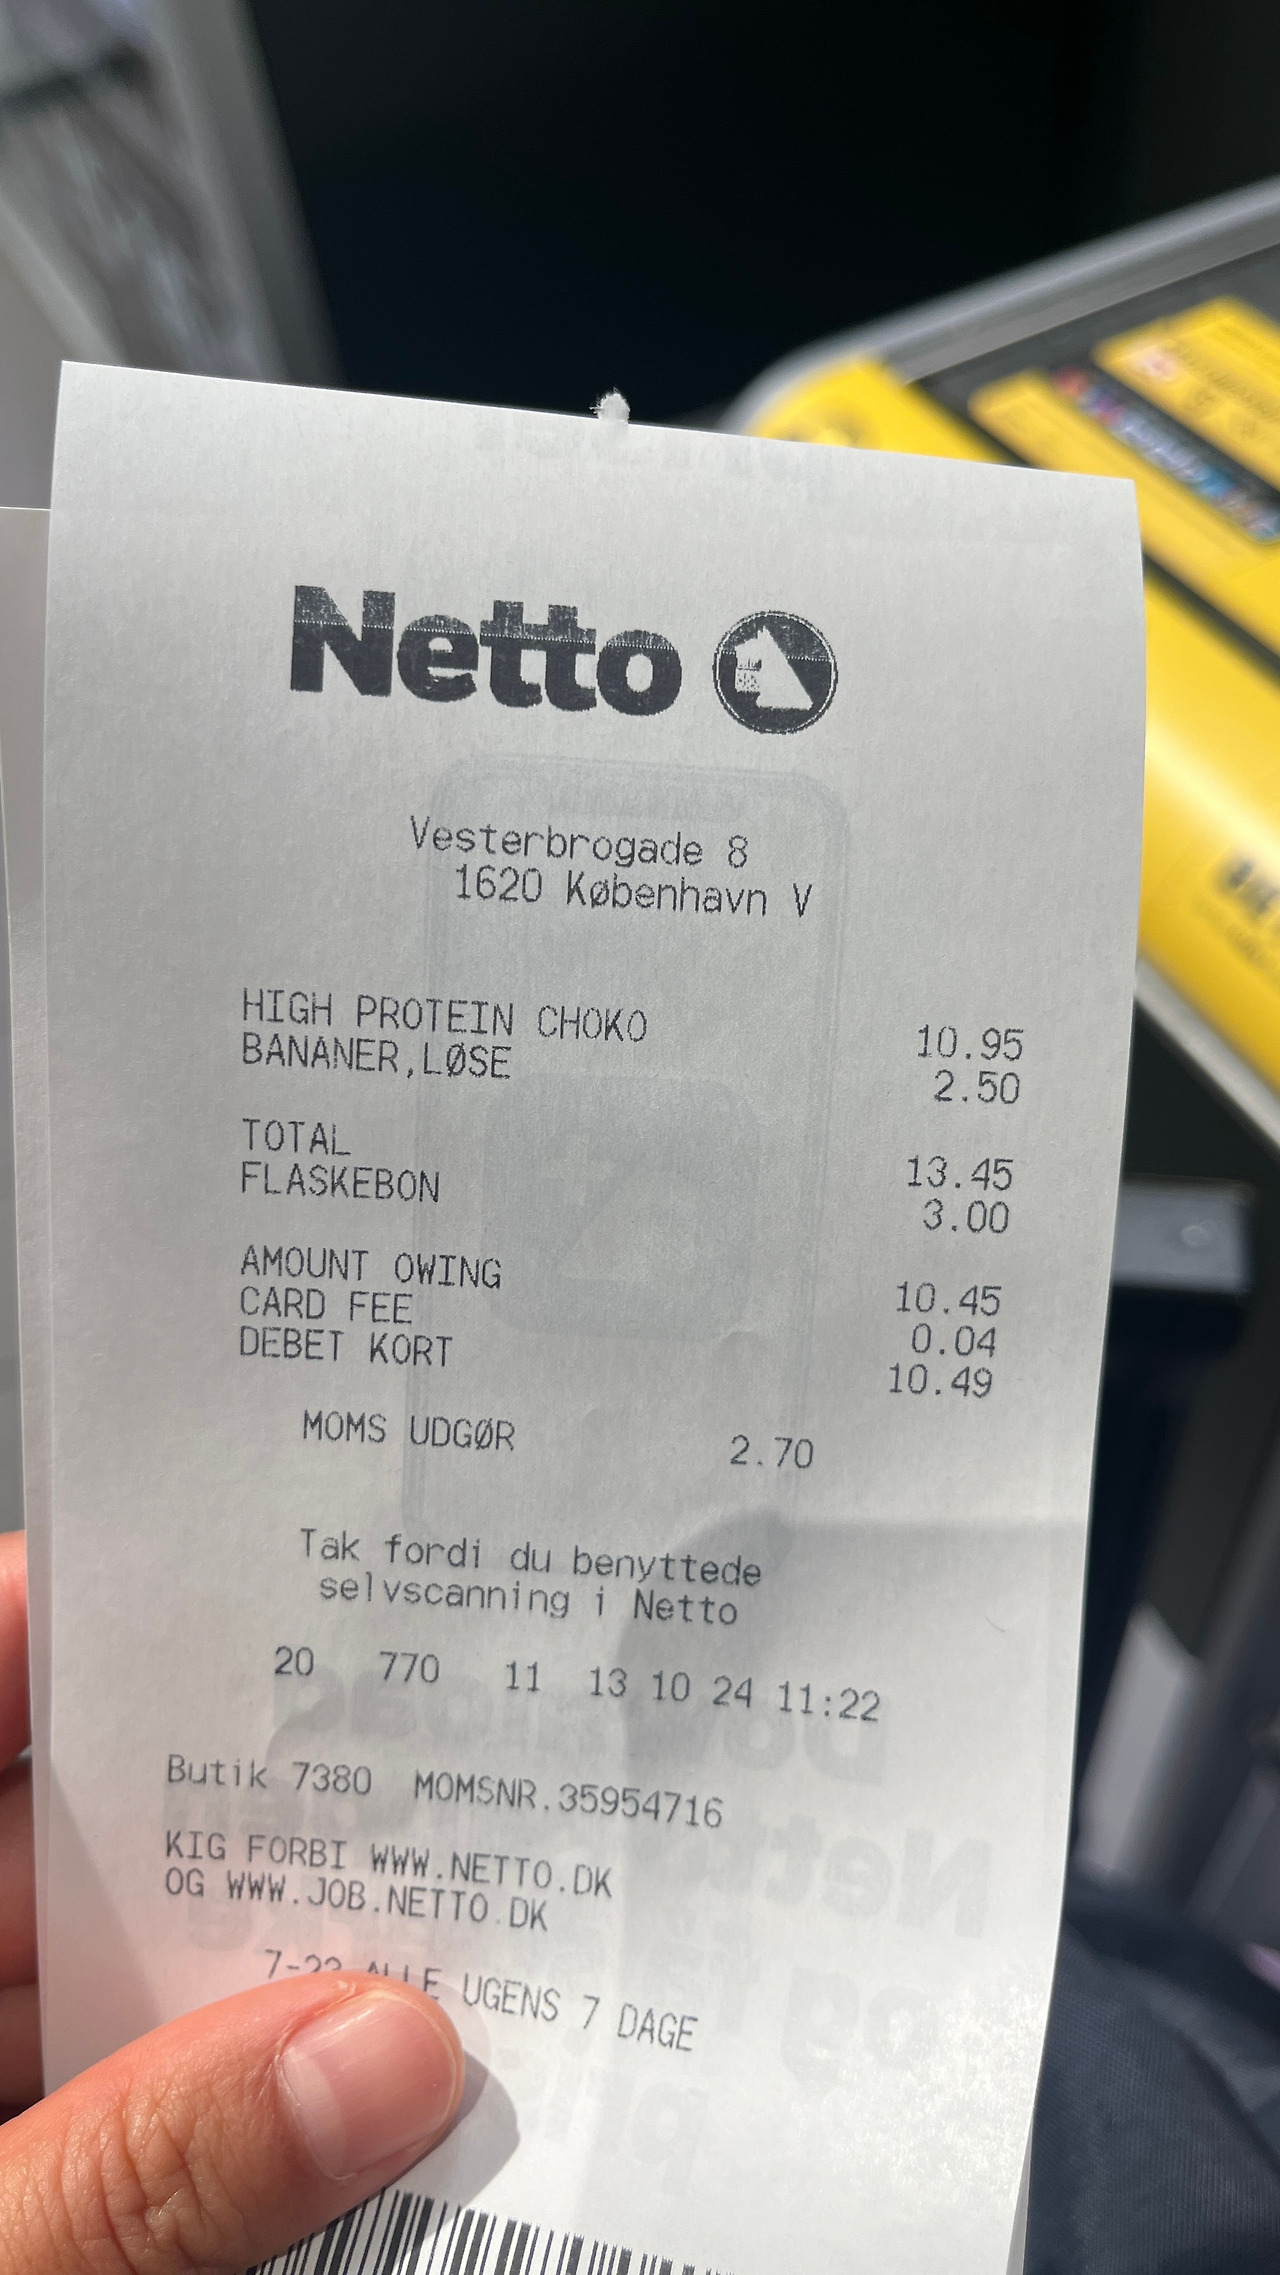 Netto
Vesterbrogade 8
1620 København V
HIGH PROTEIN CHOKO 10.95
BANANER,LØSE 2.50
TOTAL 13.45
FLASKEBON 3.00
AMOUNT OWING 10.45
CARD FEE 0.04
DEBET KORT 10.49
MOMS UDGØR 2.70
Tak fordi du benyttede
selvscanning i Netto
20 770 11 13 10 24 11:22
Butik 7380 MOMSNR.35954716
KIG FORBI WWW.NETTO.DK
OG WWW.JOB.NETTO.DK
ALLE UGENS 7 DAGE